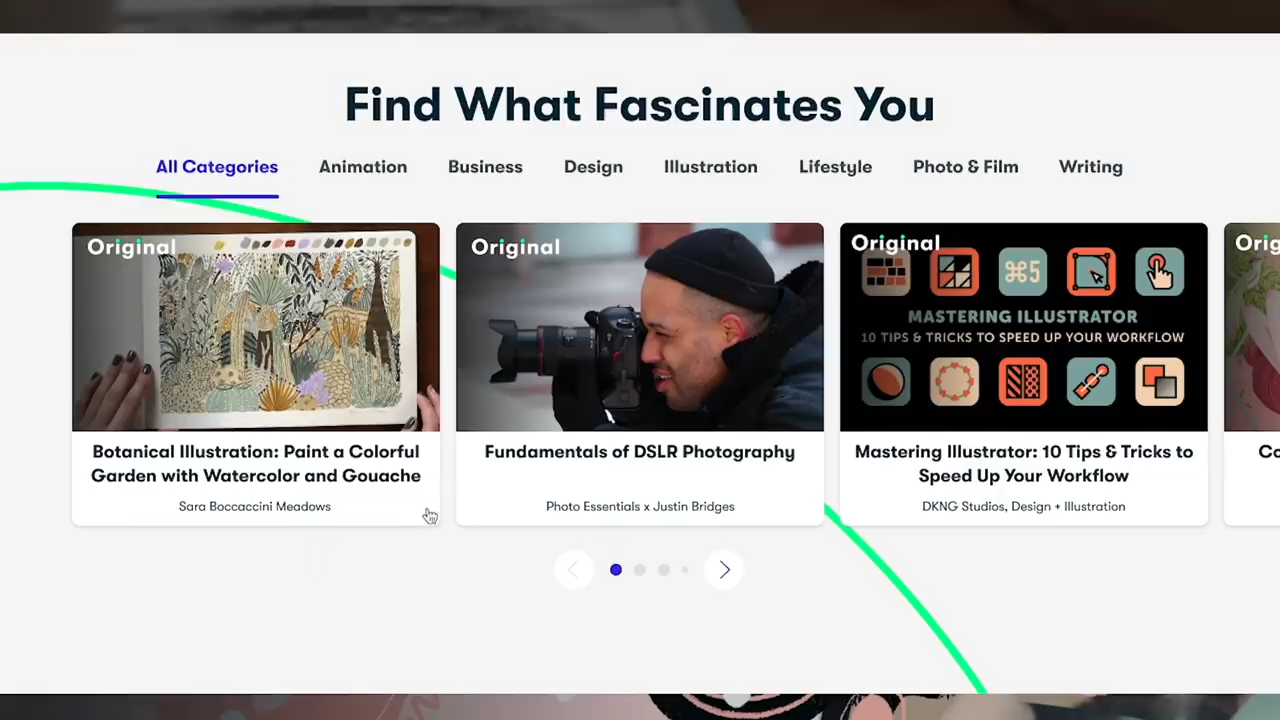 Find What Fascinates You
All Categories Animation Business Design Illustration Lifestyle Photo & Film Writing
Original
Original
Original
⌘5
MASTERING ILLUSTRATOR
10 TIPS & TRICKS TO SPEED UP YOUR WORKFLOW
Botanical Illustration: Paint a Colorful
Garden with Watercolor and Gouache
Sara Boccaccini Meadows
Fundamentals of DSLR Photography
Photo Essentials x Justin Bridges
Mastering Illustrator: 10 Tips & Tricks to
Speed Up Your Workflow
DKNG Studios, Design + Illustration
Orig
Co